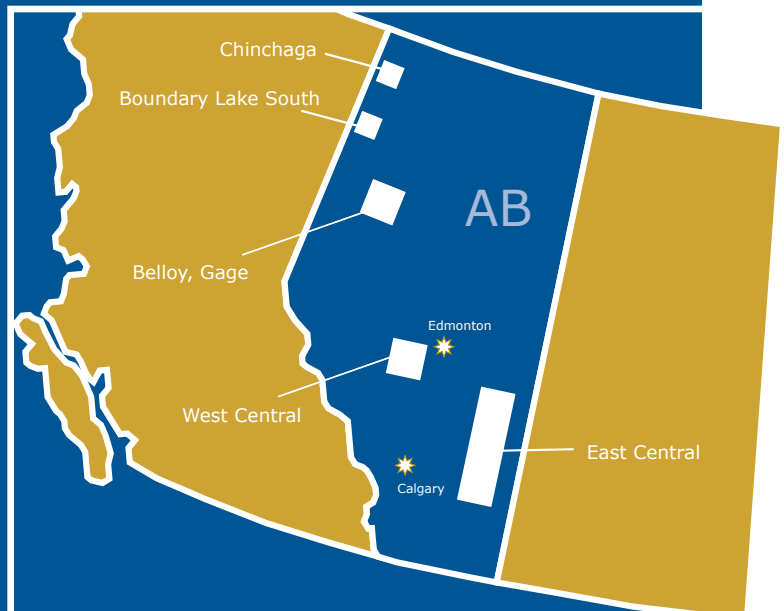 Chinchaga
Boundary Lake South
AB
Belloy, Gage
Edmonton
West Central
East Central
Calgary